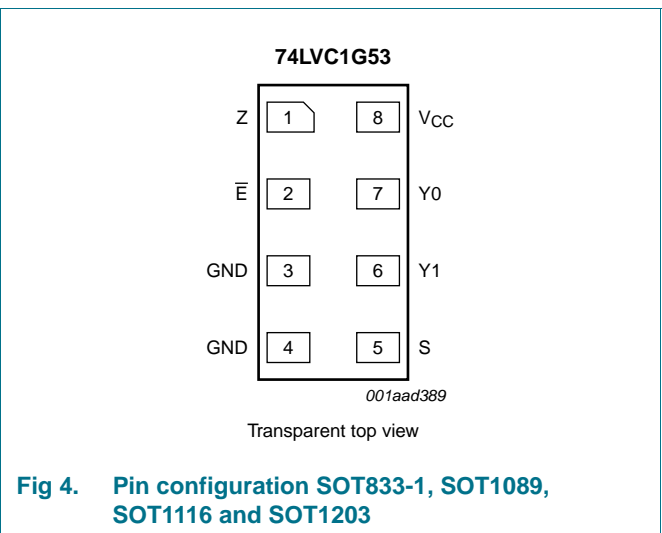 74LVC1G53
Z 1 8 VCC
E̅ 2 7 Y0
GND 3 6 Y1
GND 4 5 S
001aad389
Transparent top view
Fig 4. Pin configuration SOT833-1, SOT1089,
SOT1116 and SOT1203